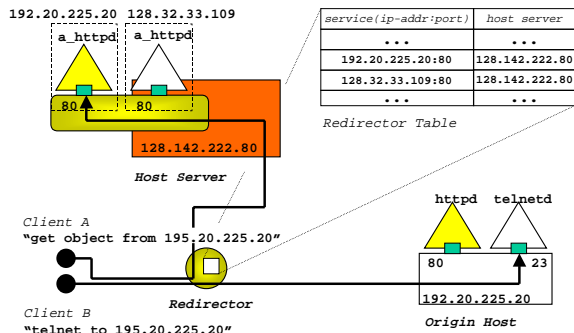 192.20.225.20 128.32.33.109
a_httpd a_httpd
80 80
128.142.222.80
Host Server
service(ip-addr:port) host server
... ...
192.20.225.20:80 128.142.222.80
128.32.33.109:80 128.142.222.80
... ...
Redirector Table
Client A
“get object from 195.20.225.20”
Redirector
Client B
“telnet to 195.20.225.20”
httpd telnetd
80 23
192.20.225.20
Origin Host